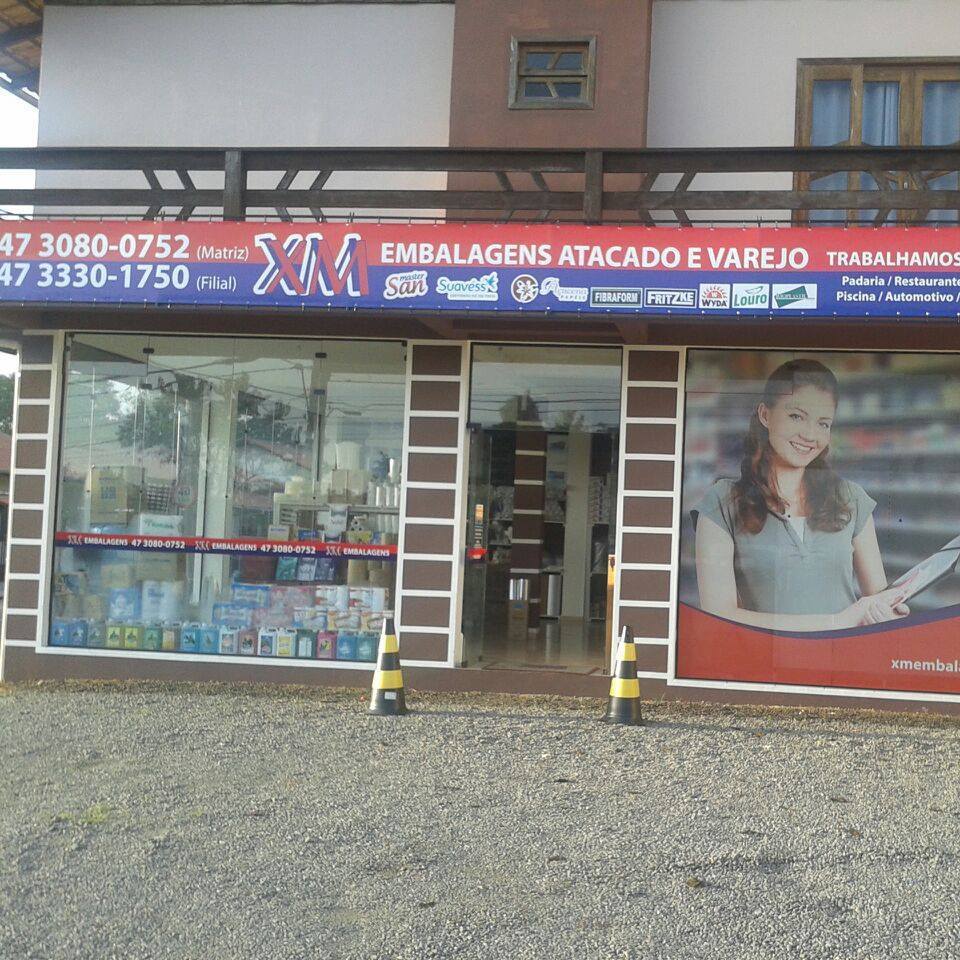 47 3080-0752 (Matriz)
47 3330-1750 (Filial)
XM
EMBALAGENS ATACADO E VAREJO
TRABALHAMOS
master San
Suavess
FIBRAFORM
FRITZKE
WYDA
LOURO
Padaria / Restaurante
Piscina / Automotivo /
XM EMBALAGENS 47 3080-0752 XM EMBALAGENS 47 3080-0752 XM EMBALAGENS
xmembala